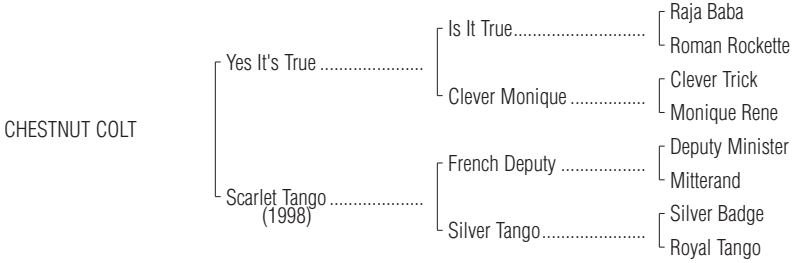 Raja Baba
Is It True............................
Roman Rockette
Yes It's True ......................
Clever Trick
Clever Monique ................
Monique Rene
CHESTNUT COLT
Deputy Minister
French Deputy ..................
Mitterand
Scarlet Tango ....................
(1998)
Silver Badge
Silver Tango......................
Royal Tango